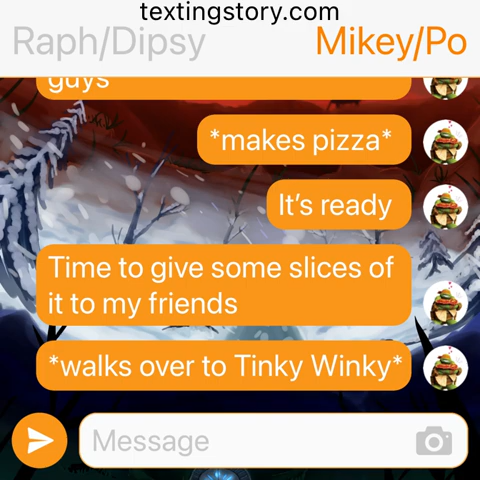 textingstory.com
Raph/Dipsy
Mikey/Po
guys
*makes pizza*
It's ready
Time to give some slices of
it to my friends
*walks over to Tinky Winky*
Message